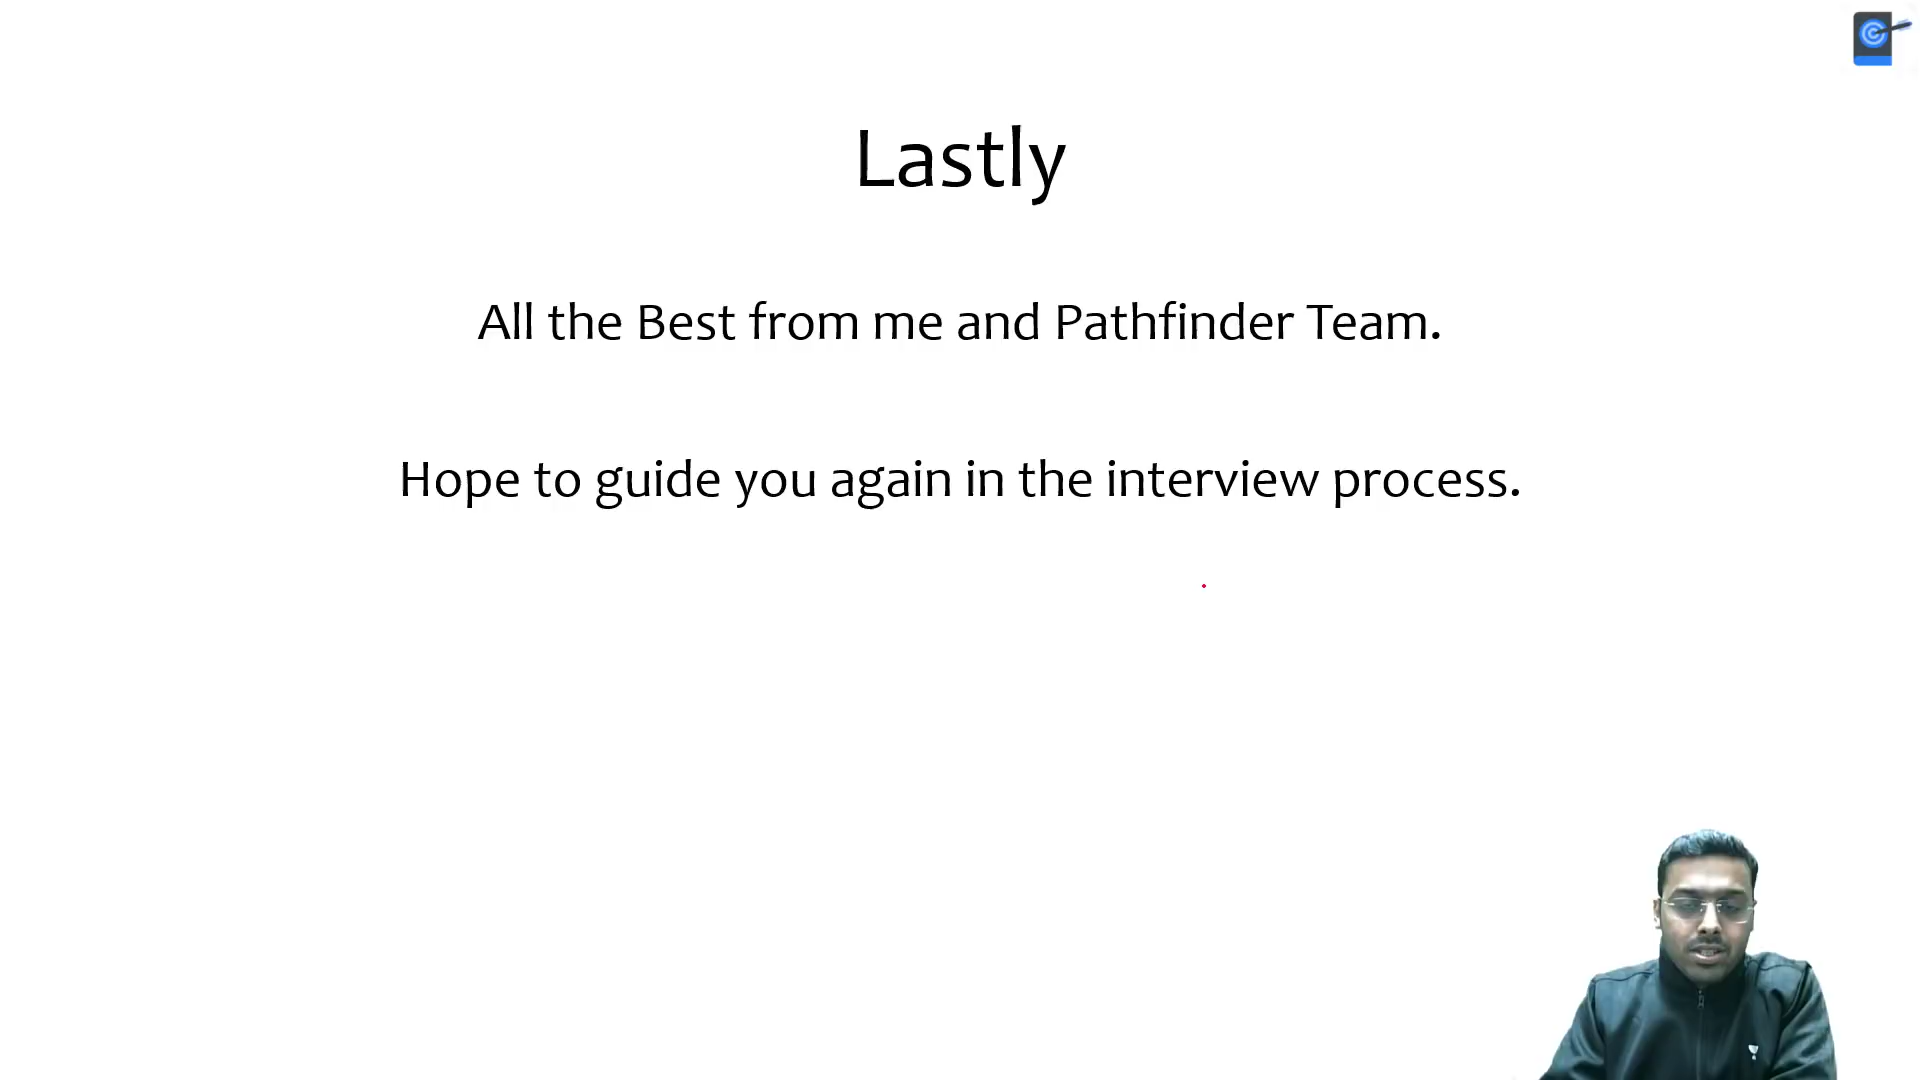 Lastly
All the Best from me and Pathfinder Team.
Hope to guide you again in the interview process.